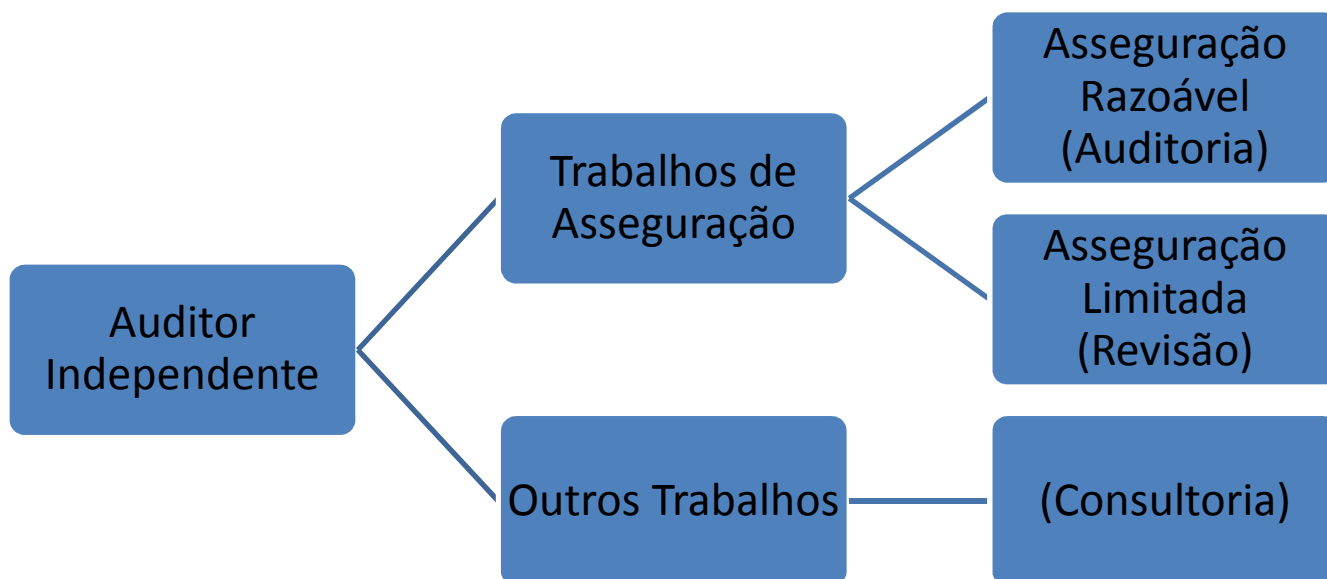 Auditor
Independente
Trabalhos de
Asseguração
Asseguração
Razoável
(Auditoria)
Asseguração
Limitada
(Revisão)
Outros Trabalhos
(Consultoria)